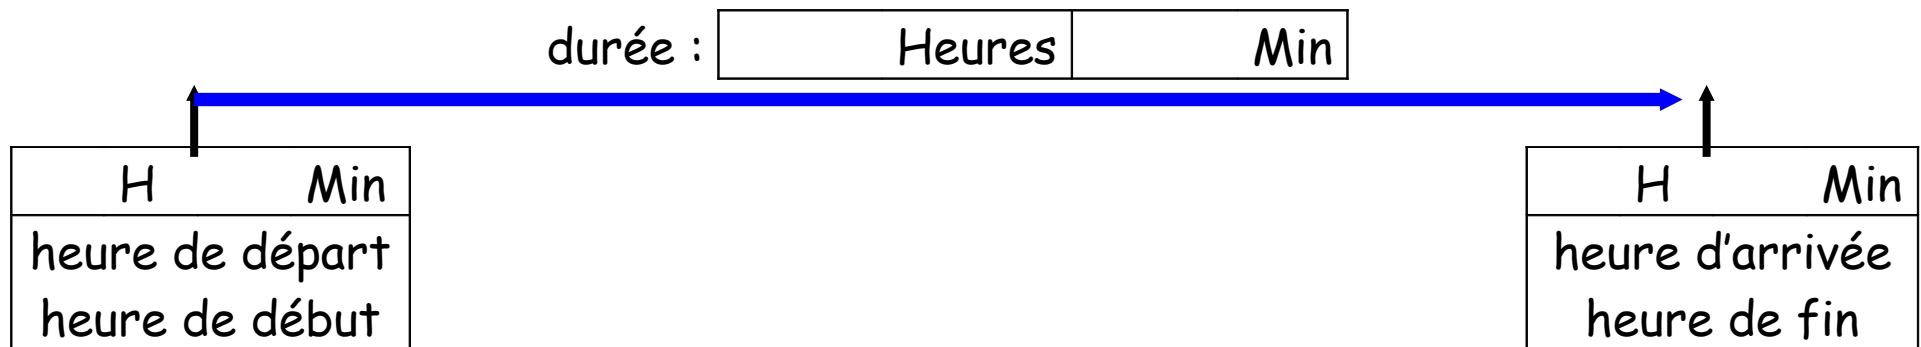 durée : Heures Min
H Min
heure de départ
heure de début
H Min
heure d'arrivée
heure de fin